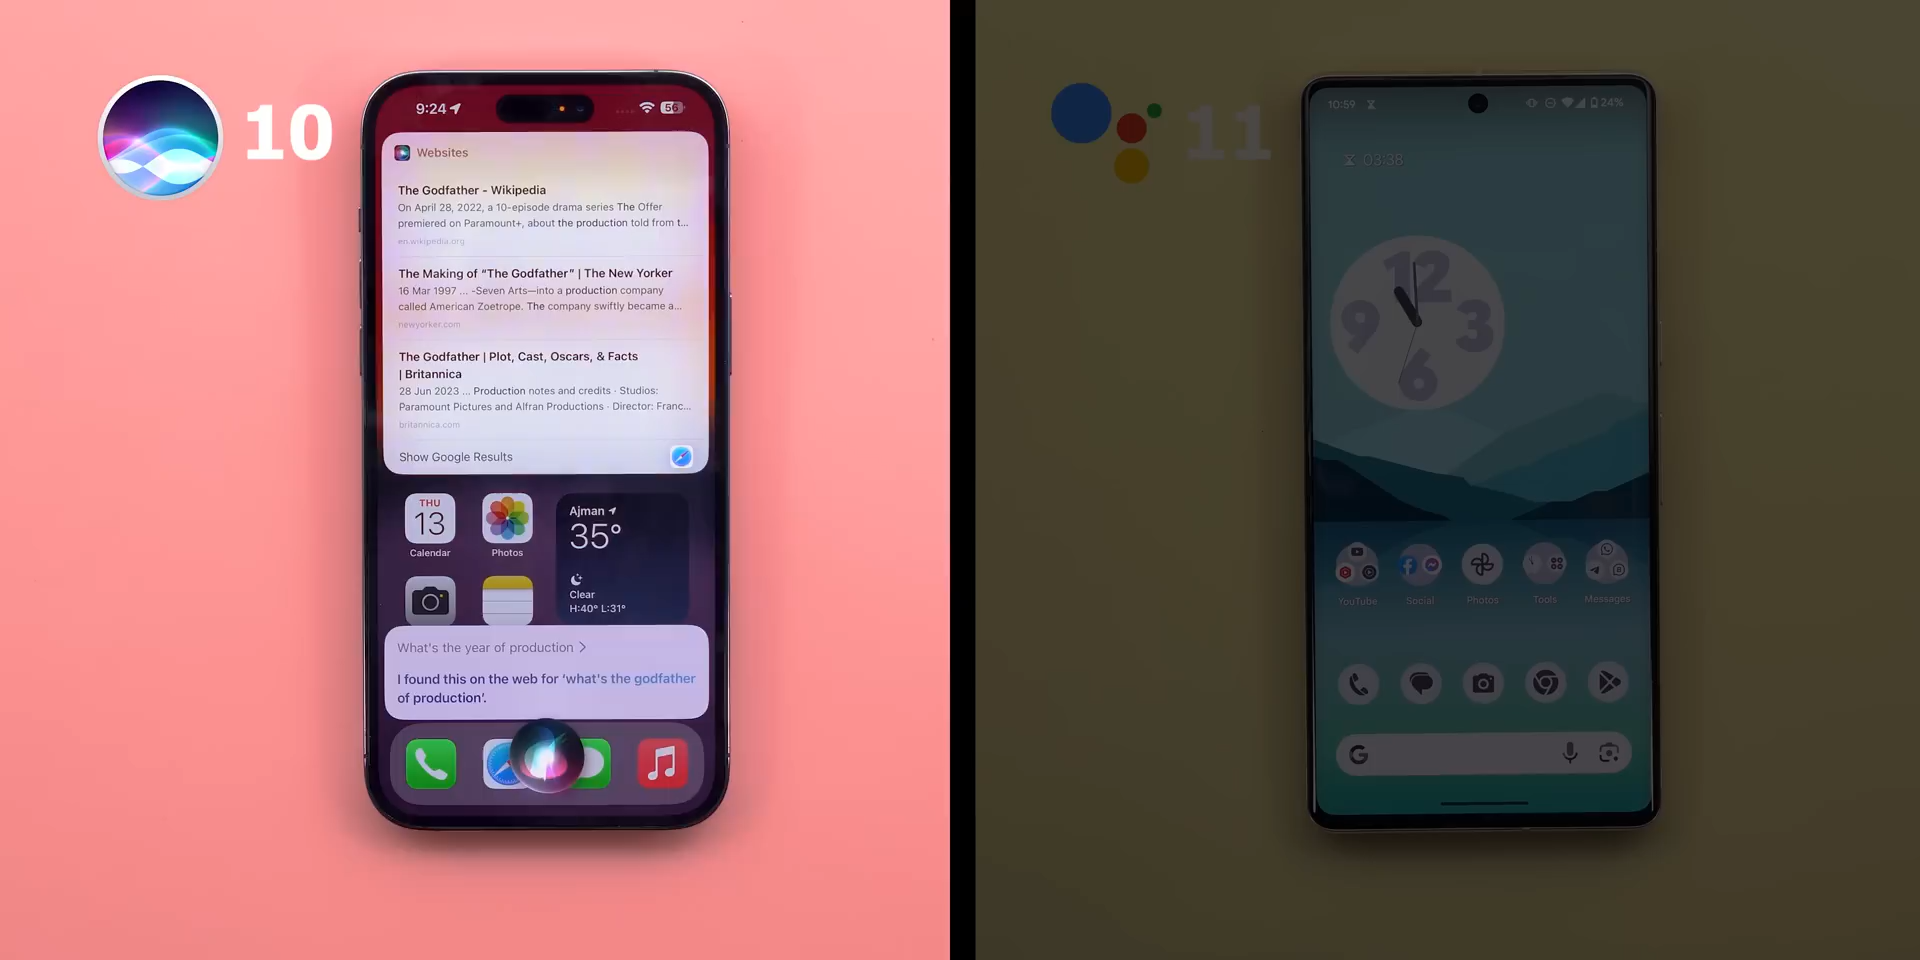 10
9:24
56
Websites
The Godfather - Wikipedia
On April 28, 2022, a 10-episode drama series The Offer
premiered on Paramount+, about the production told from t...
en.wikipedia.org
The Making of “The Godfather” | The New Yorker
16 Mar 1997 ... -Seven Arts—into a production company
called American Zoetrope. The company swiftly became a...
newyorker.com
The Godfather | Plot, Cast, Oscars, & Facts
| Britannica
28 Jun 2023 ... Production notes and credits · Studios:
Paramount Pictures and Alfran Productions · Director: Franc...
britannica.com
Show Google Results
THU
13
Calendar
Photos
Ajman
35°
Clear
H:40° L:31°
What's the year of production >
I found this on the web for ‘what's the godfather
of production’.
11
10:59
24%
03:38
12
9
3
6
YouTube
Social
Photos
Tools
Messages
G